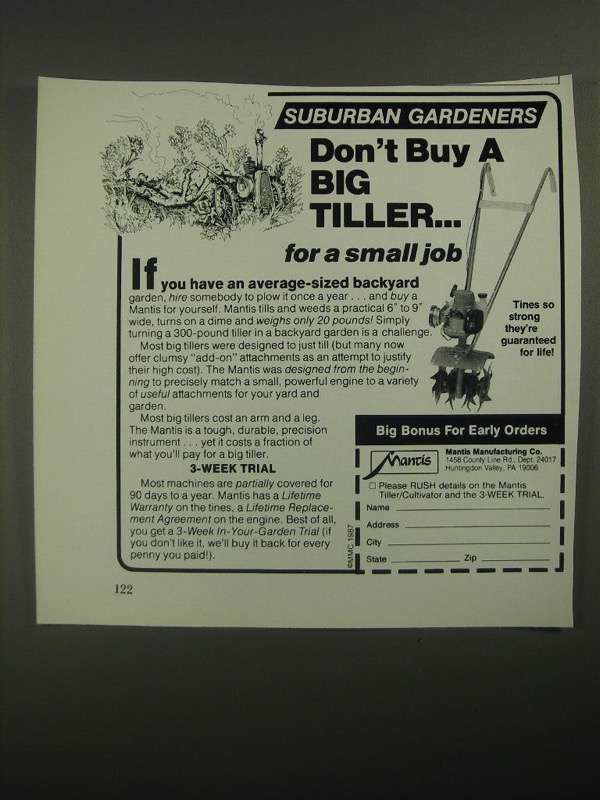 SUBURBAN GARDENERS
Don't Buy A
BIG
TILLER...
for a small job
If you have an average-sized backyard
garden, hire somebody to plow it once a year . . . and buy a
Mantis for yourself. Mantis tills and weeds a practical 6" to 9"
wide, turns on a dime and weighs only 20 pounds! Simply
turning a 300-pound tiller in a backyard garden is a challenge.
Most big tillers were designed to just till (but many now
offer clumsy "add-on" attachments as an attempt to justify
their high cost). The Mantis was designed from the begin-
ning to precisely match a small, powerful engine to a variety
of useful attachments for your yard and
garden.
Most big tillers cost an arm and a leg.
The Mantis is a tough, durable, precision
instrument . . . yet it costs a fraction of
what you'll pay for a big tiller.
3-WEEK TRIAL
Most machines are partially covered for
90 days to a year. Mantis has a Lifetime
Warranty on the tines, a Lifetime Replace-
ment Agreement on the engine. Best of all,
you get a 3-Week In-Your-Garden Trial (if
you don't like it, we'll buy it back for every
penny you paid!).
Tines so
strong
they're
guaranteed
for life!
Big Bonus For Early Orders
Mantis
Mantis Manufacturing Co.
1458 County Line Rd., Dept. 24017
Huntingdon Valley, PA 19006
Please RUSH details on the Mantis
Tiller/Cultivator and the 3-WEEK TRIAL.
Name
Address
City
State Zip
©MMC 1987
122